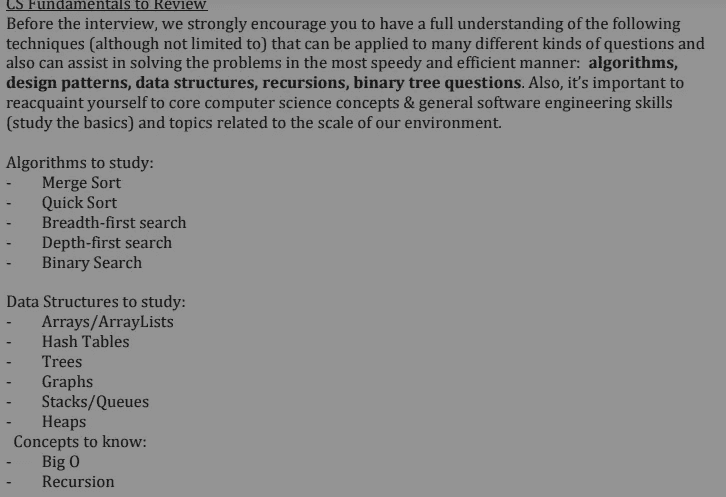 CS Fundamentals to Review
Before the interview, we strongly encourage you to have a full understanding of the following
techniques (although not limited to) that can be applied to many different kinds of questions and
also can assist in solving the problems in the most speedy and efficient manner: algorithms,
design patterns, data structures, recursions, binary tree questions. Also, it's important to
reacquaint yourself to core computer science concepts & general software engineering skills
(study the basics) and topics related to the scale of our environment.
Algorithms to study:
- Merge Sort
- Quick Sort
- Breadth-first search
- Depth-first search
- Binary Search
Data Structures to study:
- Arrays/ArrayLists
- Hash Tables
- Trees
- Graphs
- Stacks/Queues
- Heaps
Concepts to know:
- Big O
- Recursion